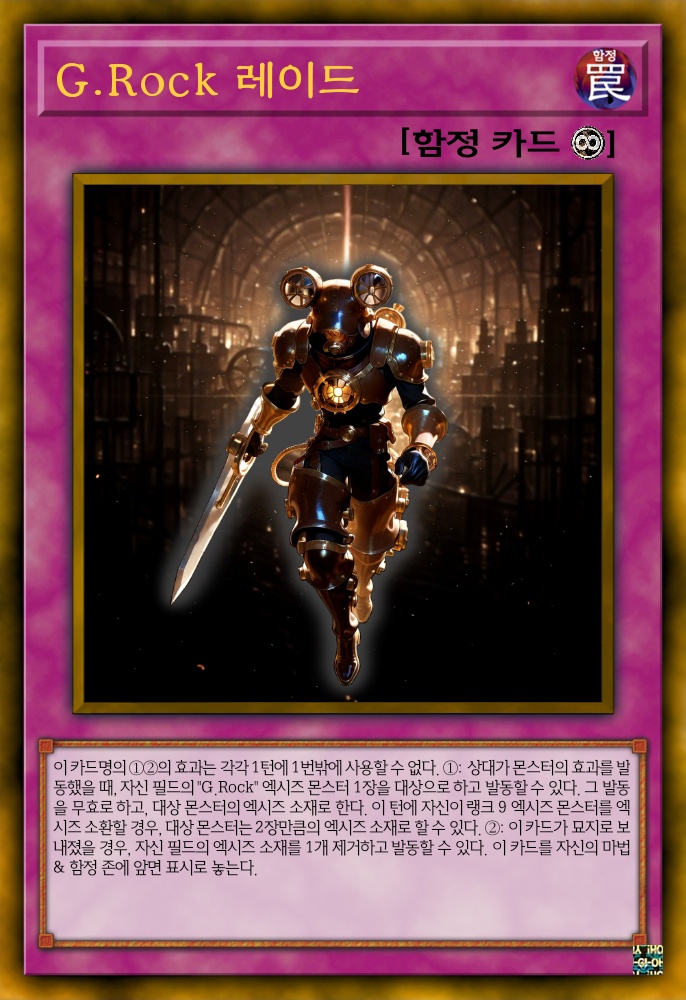 G.Rock 레이드
함정
罠
[함정 카드 ]
이 카드명의 ①②의 효과는 각각 1턴에 1번밖에 사용할 수 없다. ①: 상대가 몬스터의 효과를 발
동했을 때, 자신 필드의 "G.Rock" 엑시즈 몬스터 1장을 대상으로 하고 발동할 수 있다. 그 발동
을 무효로 하고, 대상 몬스터의 엑시즈 소재로 한다. 이 턴에 자신이 랭크 9 엑시즈 몬스터를 엑
시즈 소환할 경우, 대상 몬스터는 2장만큼의 엑시즈 소재로 할 수 있다. ②: 이 카드가 묘지로 보
내졌을 경우, 자신 필드의 엑시즈 소재를 1개 제거하고 발동할 수 있다. 이 카드를 자신의 마법
& 함정 존에 앞면 표시로 놓는다.